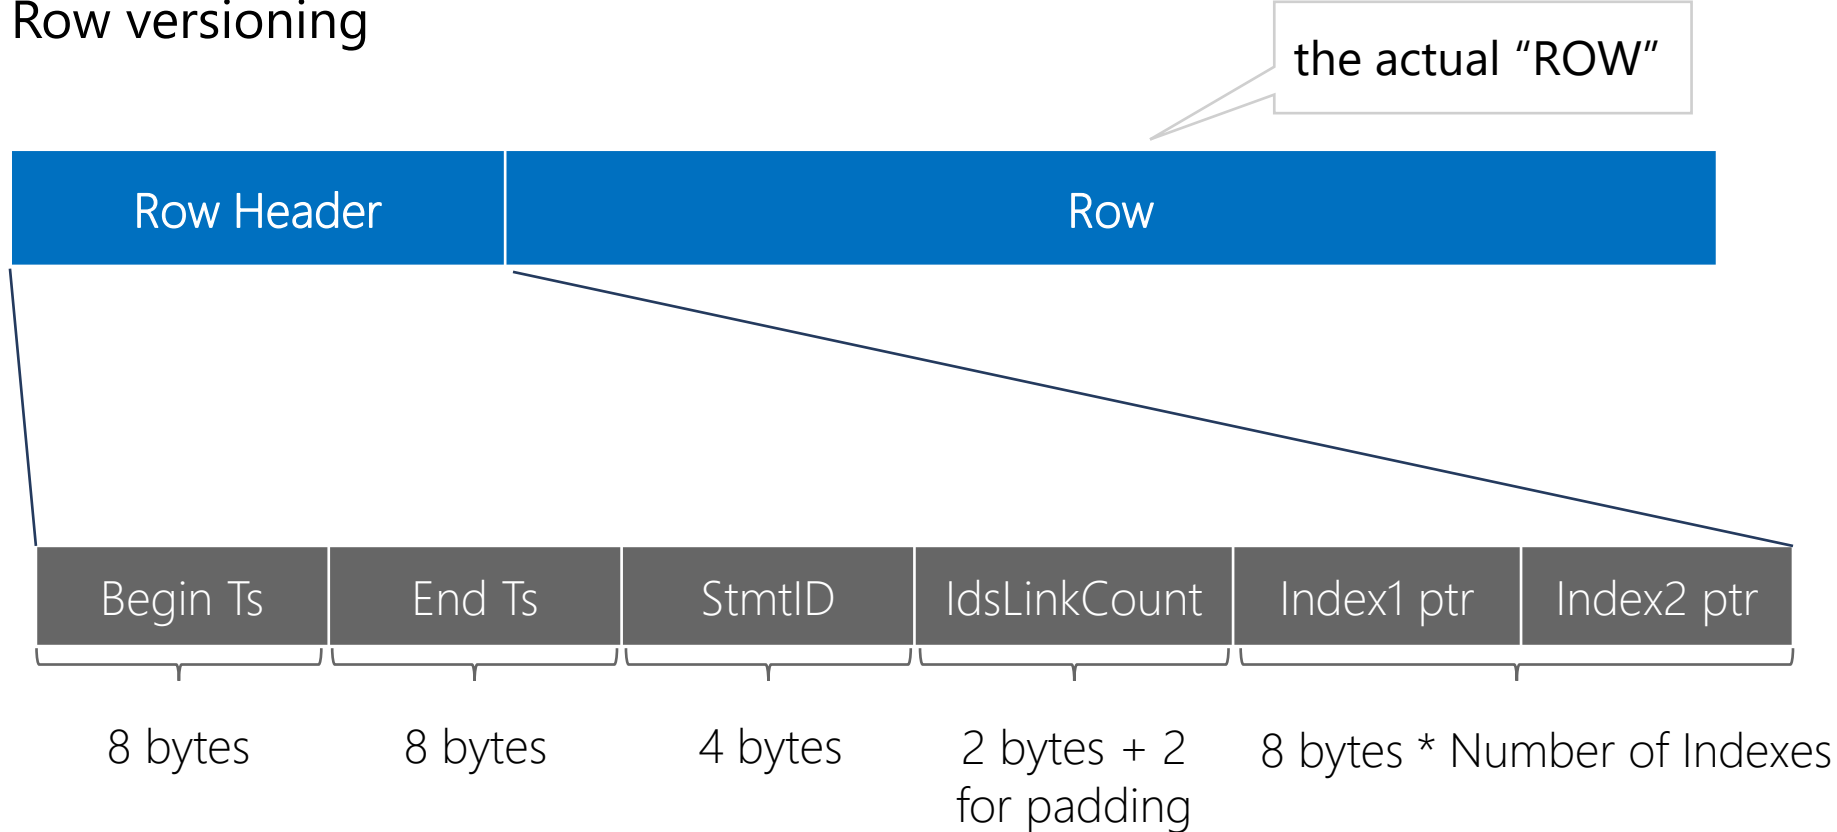 Row versioning
the actual “ROW”
Row Header
Row
Begin Ts
End Ts
StmtID
IdsLinkCount
Index1 ptr
Index2 ptr
8 bytes
8 bytes
4 bytes
2 bytes + 2
for padding
8 bytes * Number of Indexes